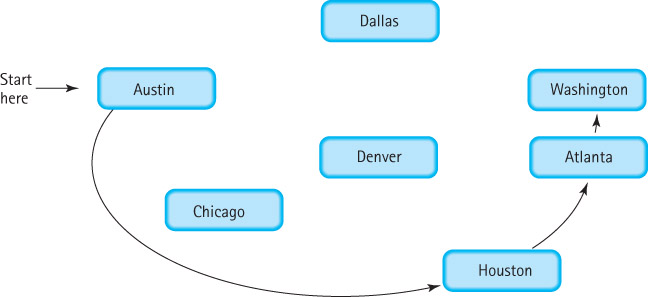 Dallas
Start
here
Austin
Washington
Denver
Atlanta
Chicago
Houston